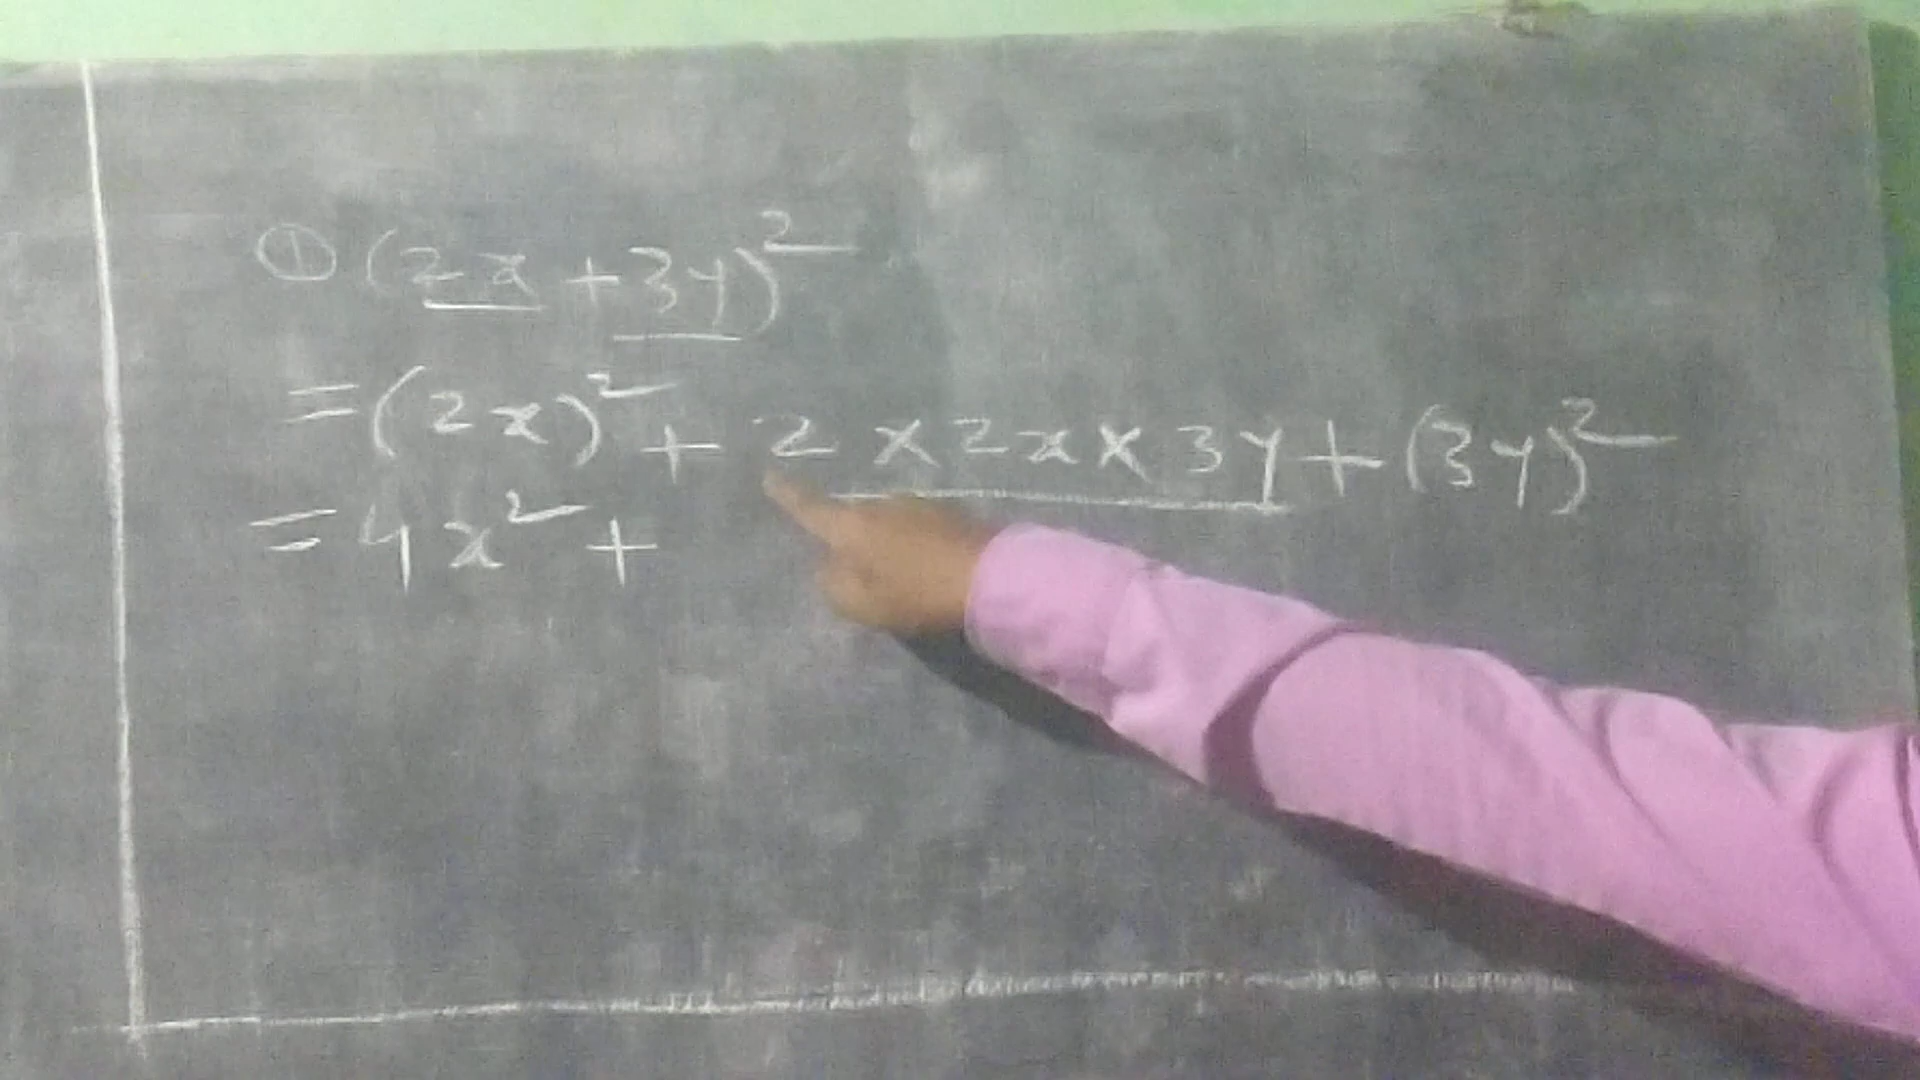 ① (2x + 3y)²
= (2x)² + 2 × 2x × 3y + (3y)²
= 4x² +